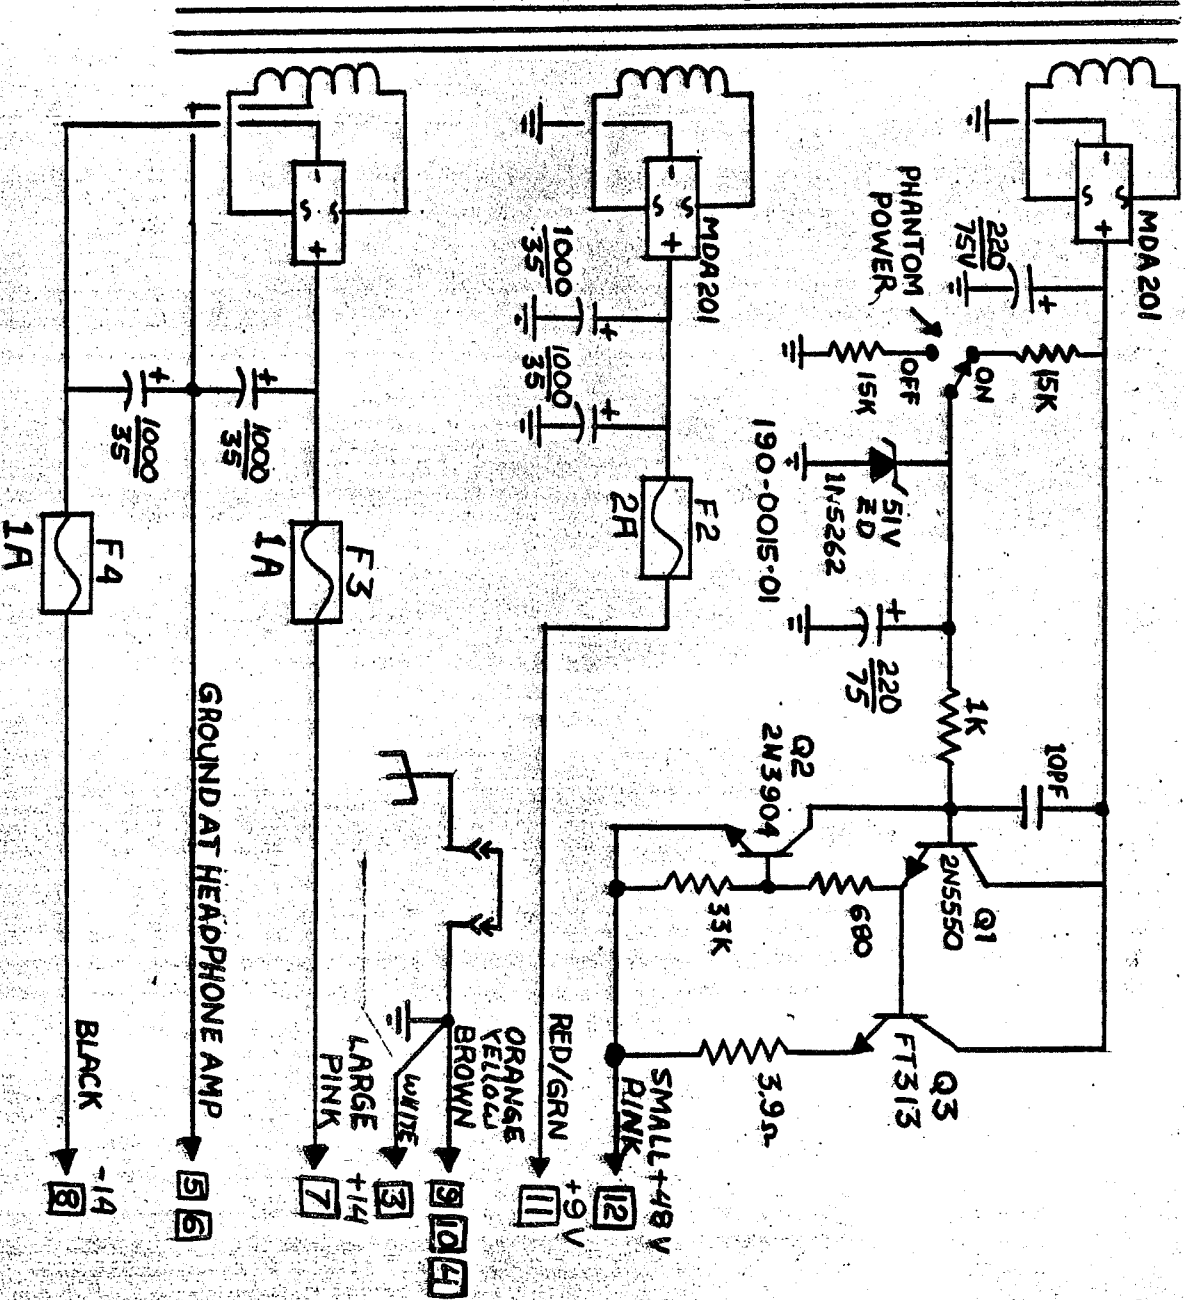 MDA201
220
75V
+
15K
ON
OFF
15K
PHANTOM
POWER
51V
ZD
1N5262
190-0015-01
+
220
75
1K
10PF
Q1
2N5550
Q2
2N3904
680
33K
Q3
FT313
3.9Ω
SMALL
PINK
+48V
12
MDA201
-
S
S
+
1000
35
+
1000
35
+
F2
2A
RED/GRN
+9V
11
ORANGE
YELLOW
BROWN
9 10 4
WHITE
3
-
S
S
+
1000
35
+
1000
35
+
F3
1A
LARGE
PINK
+14
7
GROUND AT HEADPHONE AMP
5 6
F4
1A
BLACK
-14
8
-
S
S
+